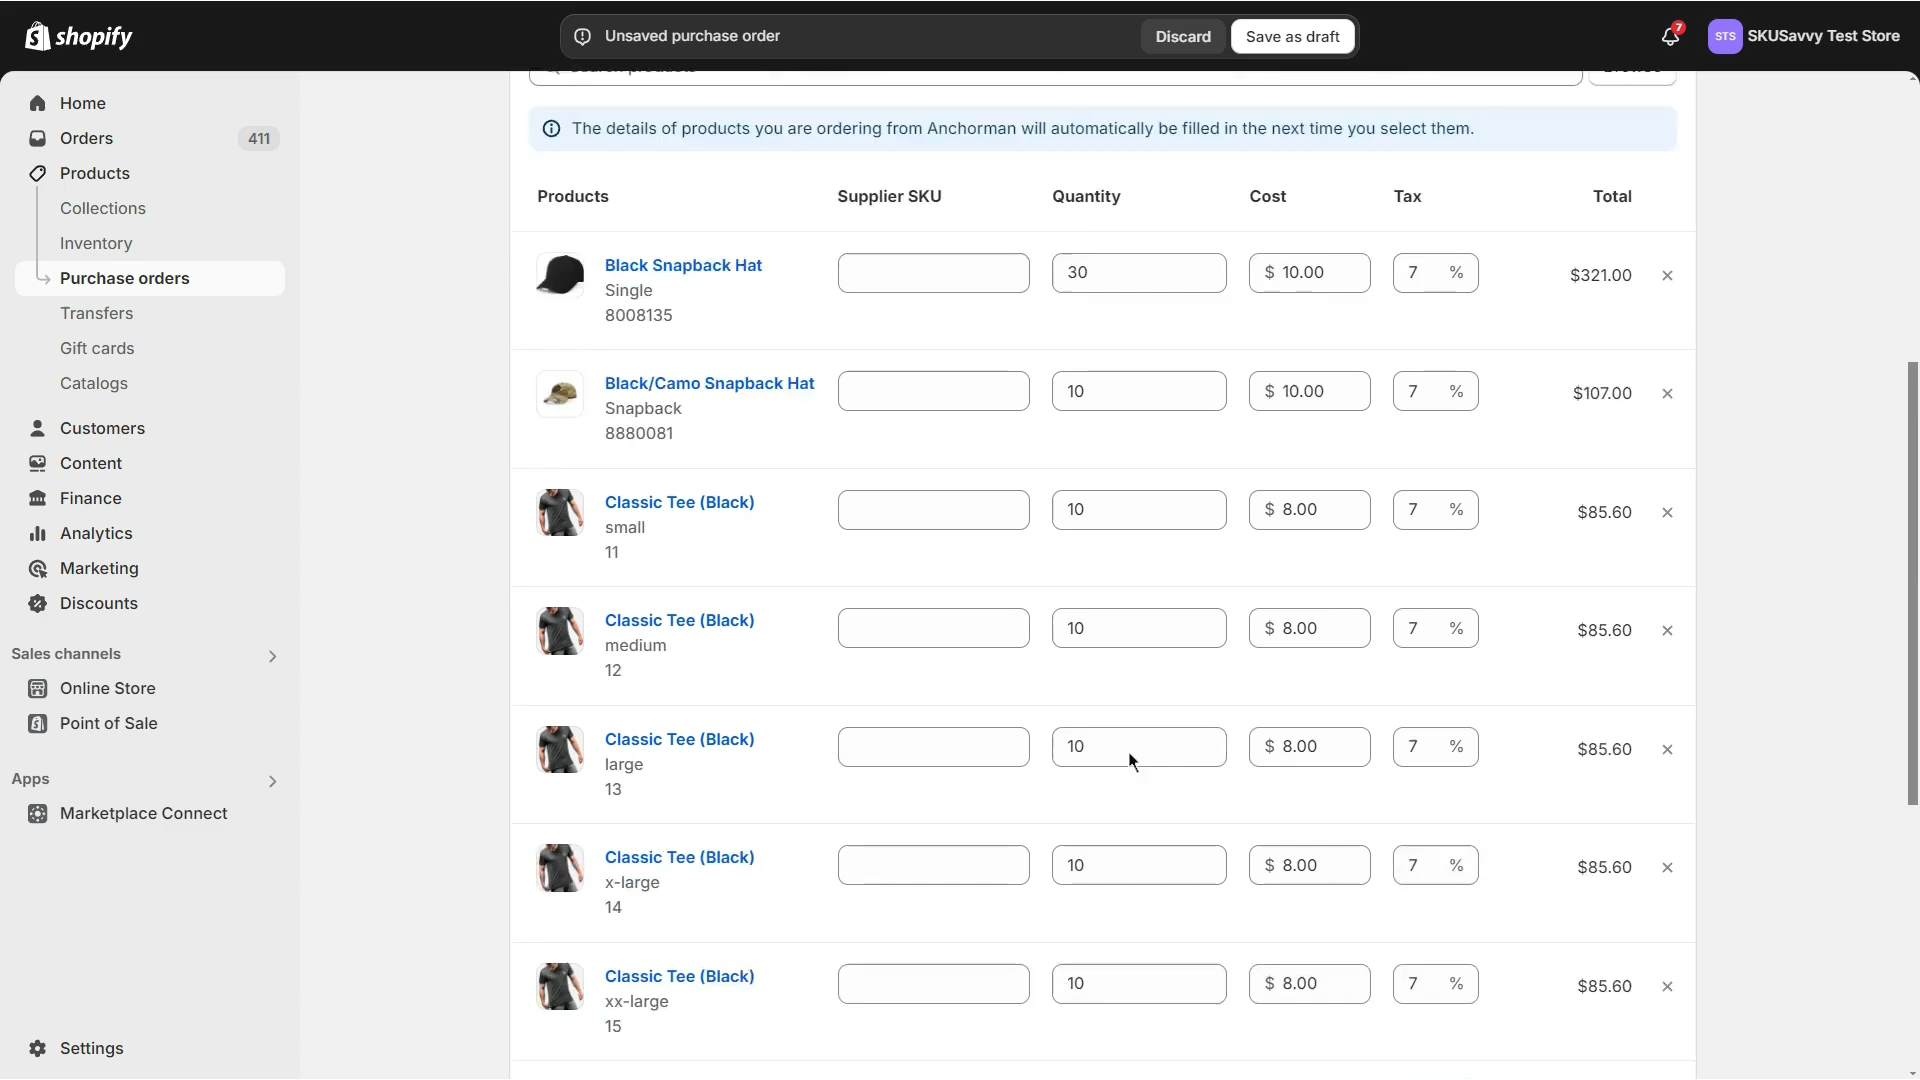 shopify
Unsaved purchase order
Discard
Save as draft
7
STS
SKUSavvy Test Store
Home
Orders
411
Products
Collections
Inventory
Purchase orders
Transfers
Gift cards
Catalogs
Customers
Content
Finance
Analytics
Marketing
Discounts
Sales channels
Online Store
Point of Sale
Apps
Marketplace Connect
Settings
The details of products you are ordering from Anchorman will automatically be filled in the next time you select them.
Products Supplier SKU Quantity Cost Tax Total
Black Snapback Hat 30 $ 10.00 7 % $321.00
Single
8008135
Black/Camo Snapback Hat 10 $ 10.00 7 % $107.00
Snapback
8880081
Classic Tee (Black) 10 $ 8.00 7 % $85.60
small
11
Classic Tee (Black) 10 $ 8.00 7 % $85.60
medium
12
Classic Tee (Black) 10 $ 8.00 7 % $85.60
large
13
Classic Tee (Black) 10 $ 8.00 7 % $85.60
x-large
14
Classic Tee (Black) 10 $ 8.00 7 % $85.60
xx-large
15